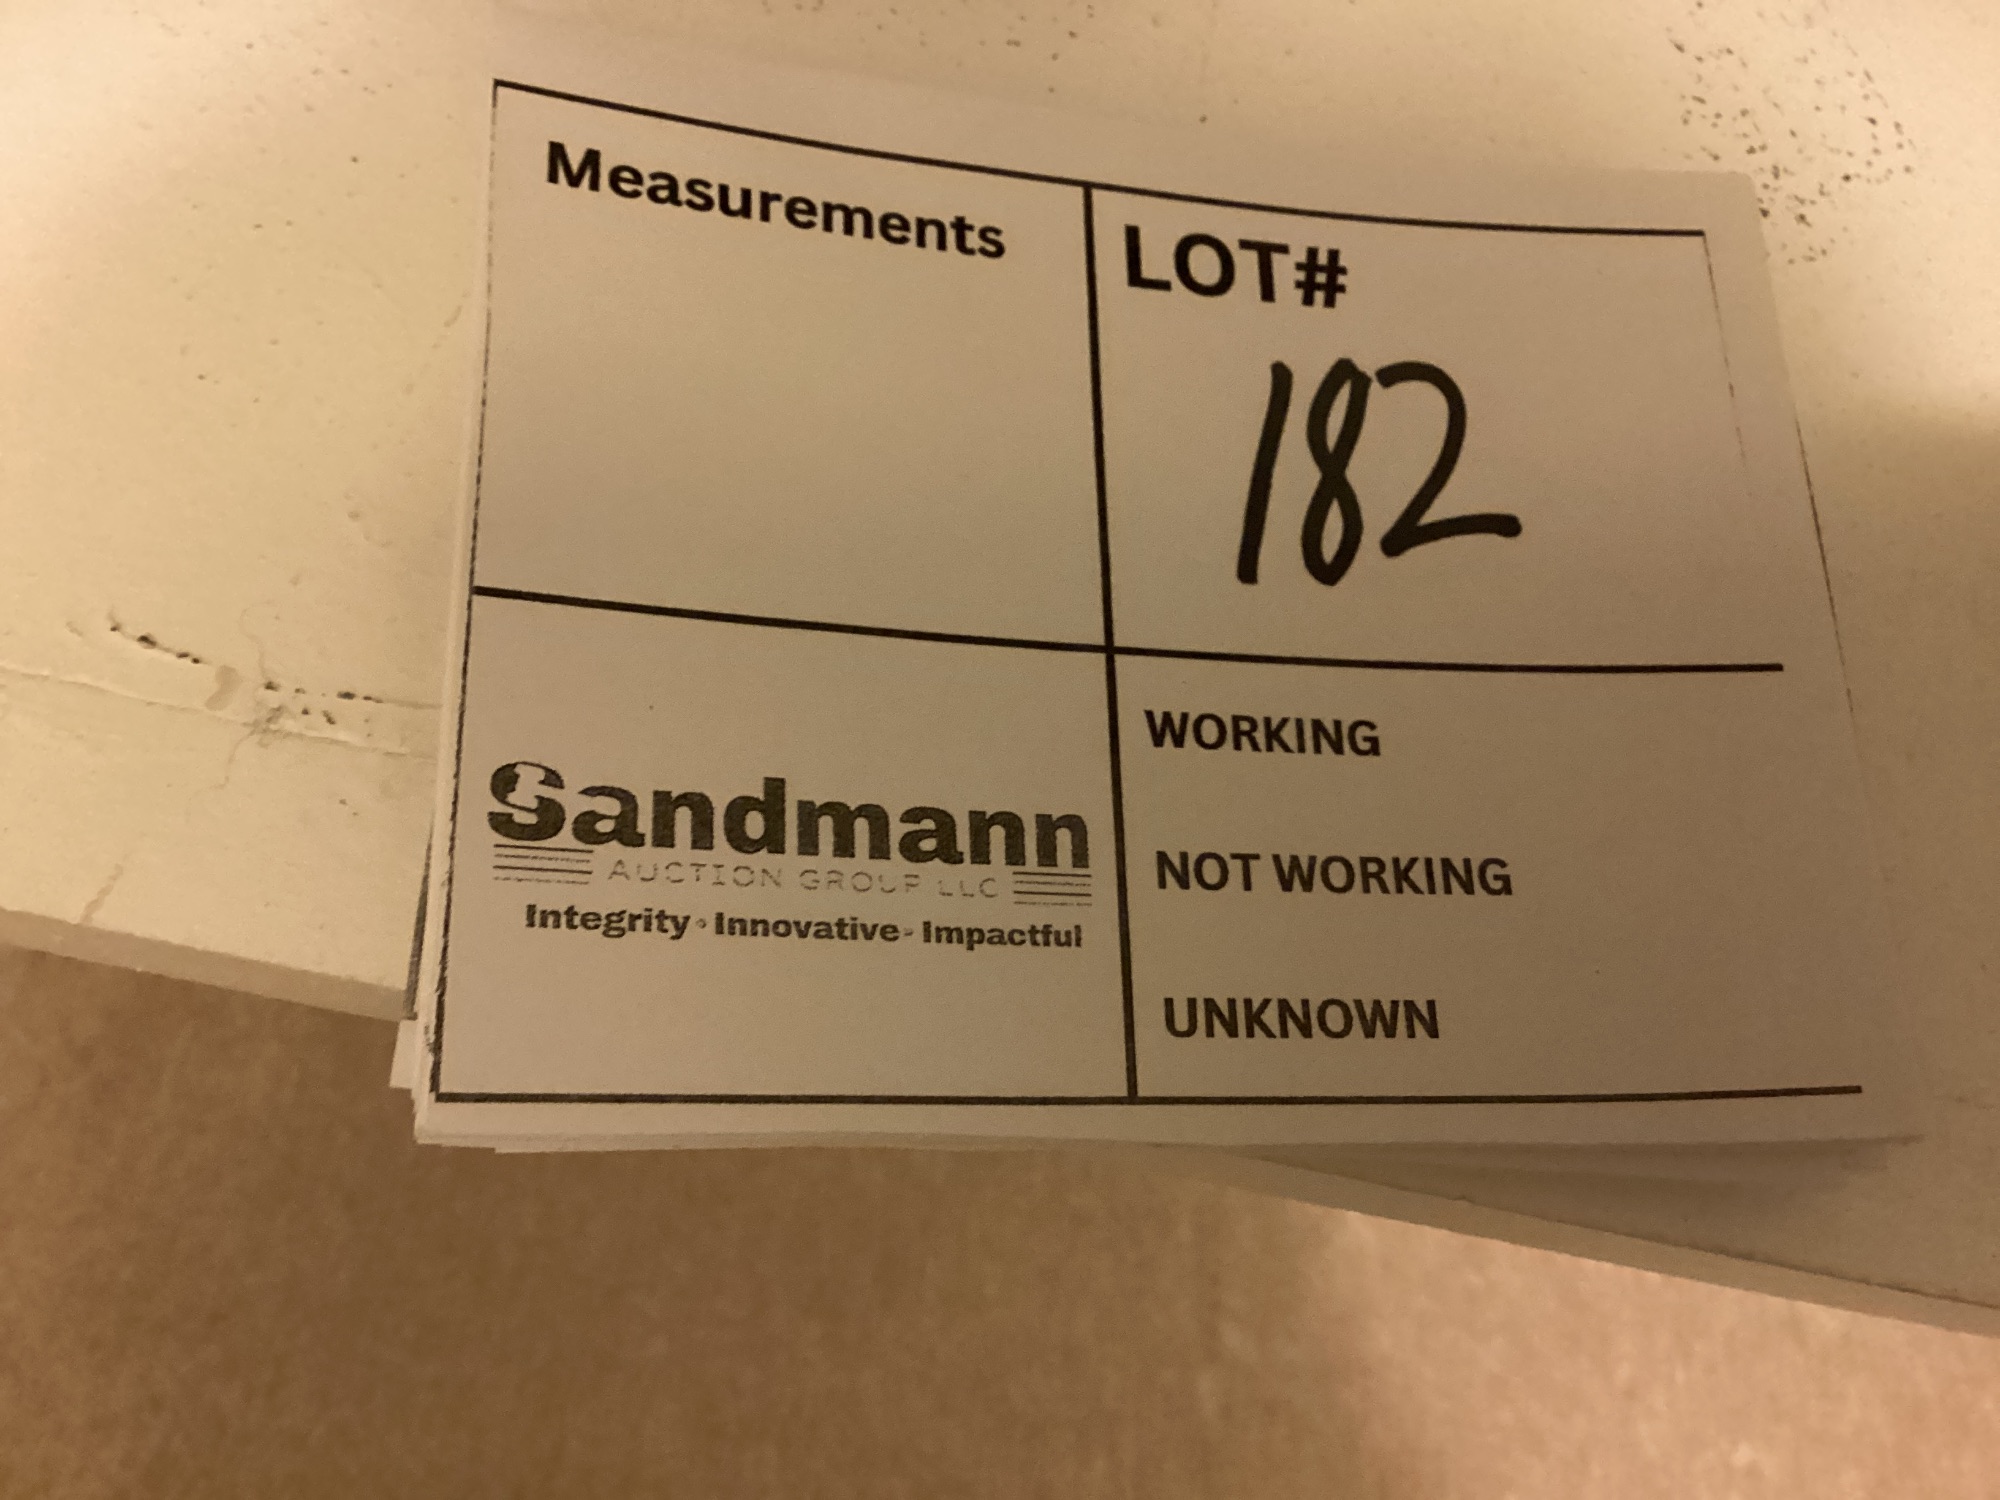 Measurements
LOT#
182
Sandmann
AUCTION GROUP LLC
Integrity • Innovative • Impactful
WORKING
NOT WORKING
UNKNOWN